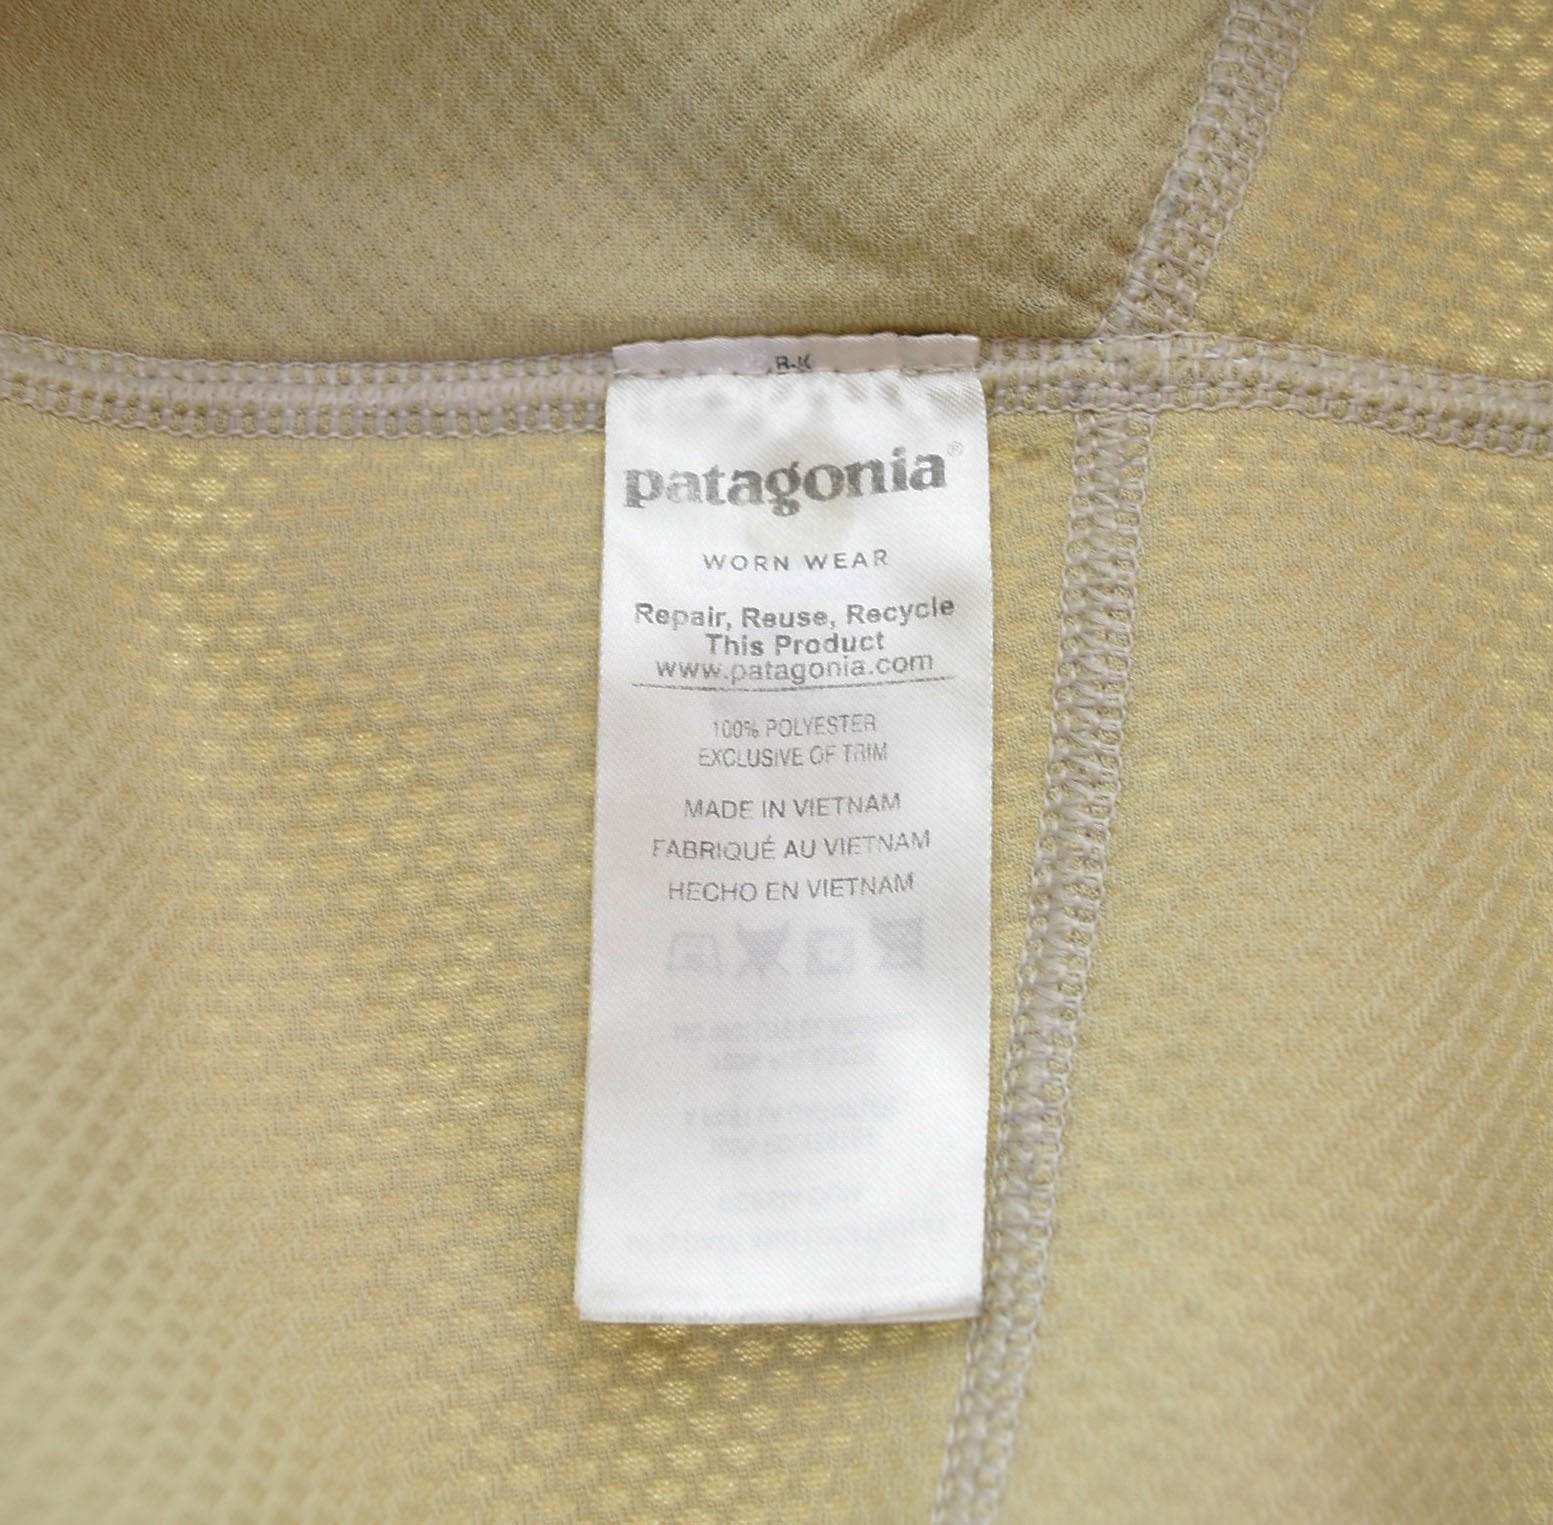 B-K
patagonia®
WORN WEAR
Repair, Reuse, Recycle
This Product
www.patagonia.com
100% POLYESTER
EXCLUSIVE OF TRIM
MADE IN VIETNAM
FABRIQUÉ AU VIETNAM
HECHO EN VIETNAM